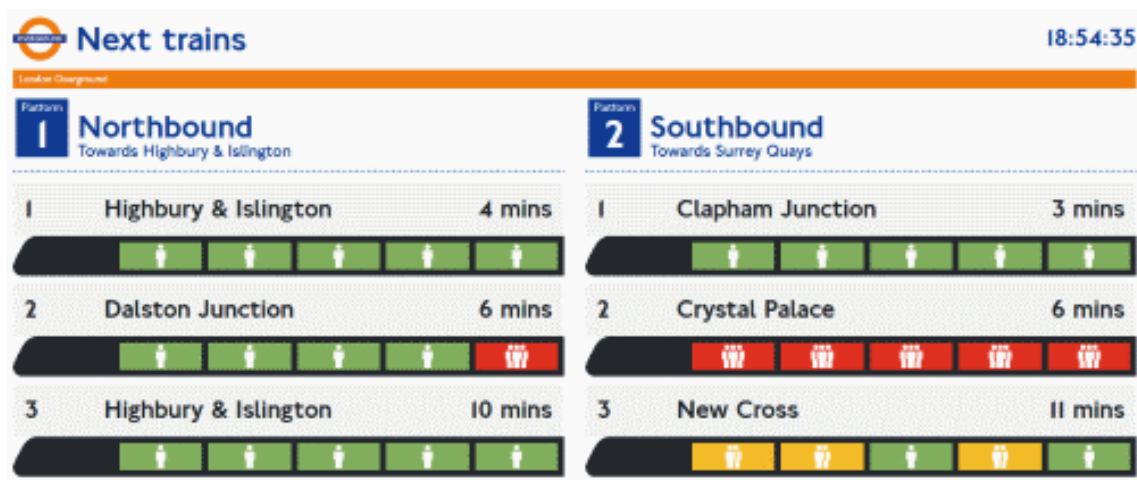 Next trains
18:54:35
London Overground
Platform
1
Northbound
Towards Highbury & Islington
1 Highbury & Islington 4 mins
2 Dalston Junction 6 mins
3 Highbury & Islington 10 mins
Platform
2
Southbound
Towards Surrey Quays
1 Clapham Junction 3 mins
2 Crystal Palace 6 mins
3 New Cross 11 mins